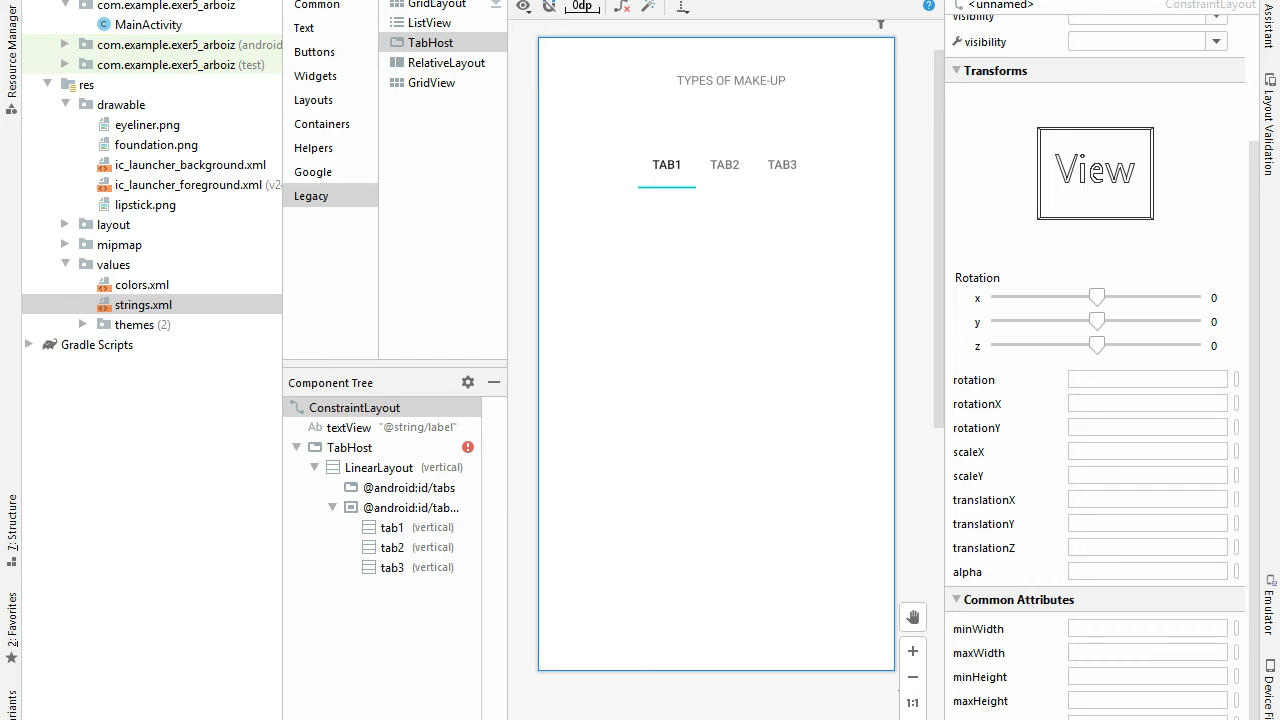 Resource Manager
com.example.exer5_arboiz
MainActivity
com.example.exer5_arboiz (android
com.example.exer5_arboiz (test)
res
drawable
eyeliner.png
foundation.png
ic_launcher_background.xml
ic_launcher_foreground.xml (v24
lipstick.png
layout
mipmap
values
colors.xml
strings.xml
themes (2)
Gradle Scripts
7: Structure
2: Favorites
Common
Text
Buttons
Widgets
Layouts
Containers
Helpers
Google
Legacy
GridLayout
ListView
TabHost
RelativeLayout
GridView
Component Tree
ConstraintLayout
Ab textView "@string/label"
TabHost
LinearLayout (vertical)
@android:id/tabs
@android:id/tab...
tab1 (vertical)
tab2 (vertical)
tab3 (vertical)
0dp
TYPES OF MAKE-UP
TAB1 TAB2 TAB3
1:1
<unnamed> ConstraintLayout
visibility
visibility
Transforms
View
Rotation
x 0
y 0
z 0
rotation
rotationX
rotationY
scaleX
scaleY
translationX
translationY
translationZ
alpha
Common Attributes
minWidth
maxWidth
minHeight
maxHeight
Assistant
Layout Validation
Emulator